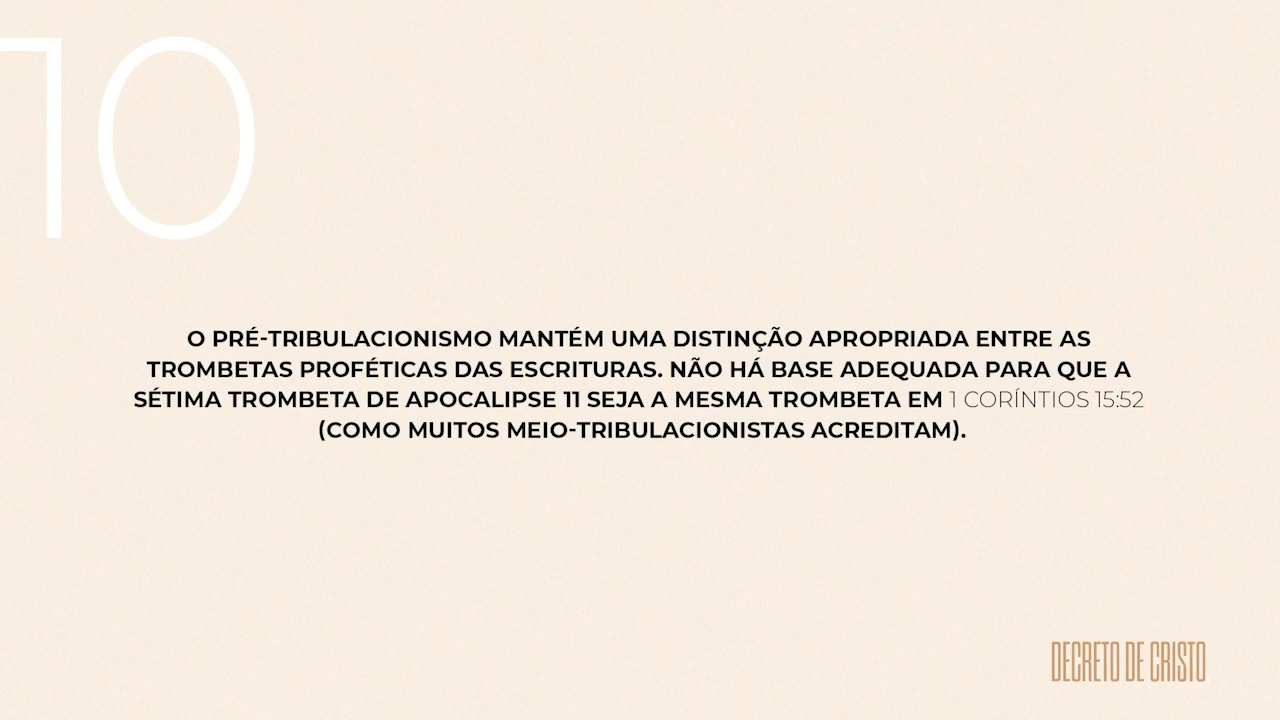 10
O PRÉ-TRIBULACIONISMO MANTÉM UMA DISTINÇÃO APROPRIADA ENTRE AS
TROMBETAS PROFÉTICAS DAS ESCRITURAS. NÃO HÁ BASE ADEQUADA PARA QUE A
SÉTIMA TROMBETA DE APOCALIPSE 11 SEJA A MESMA TROMBETA EM 1 CORÍNTIOS 15:52
(COMO MUITOS MEIO-TRIBULACIONISTAS ACREDITAM).
DECRETO DE CRISTO